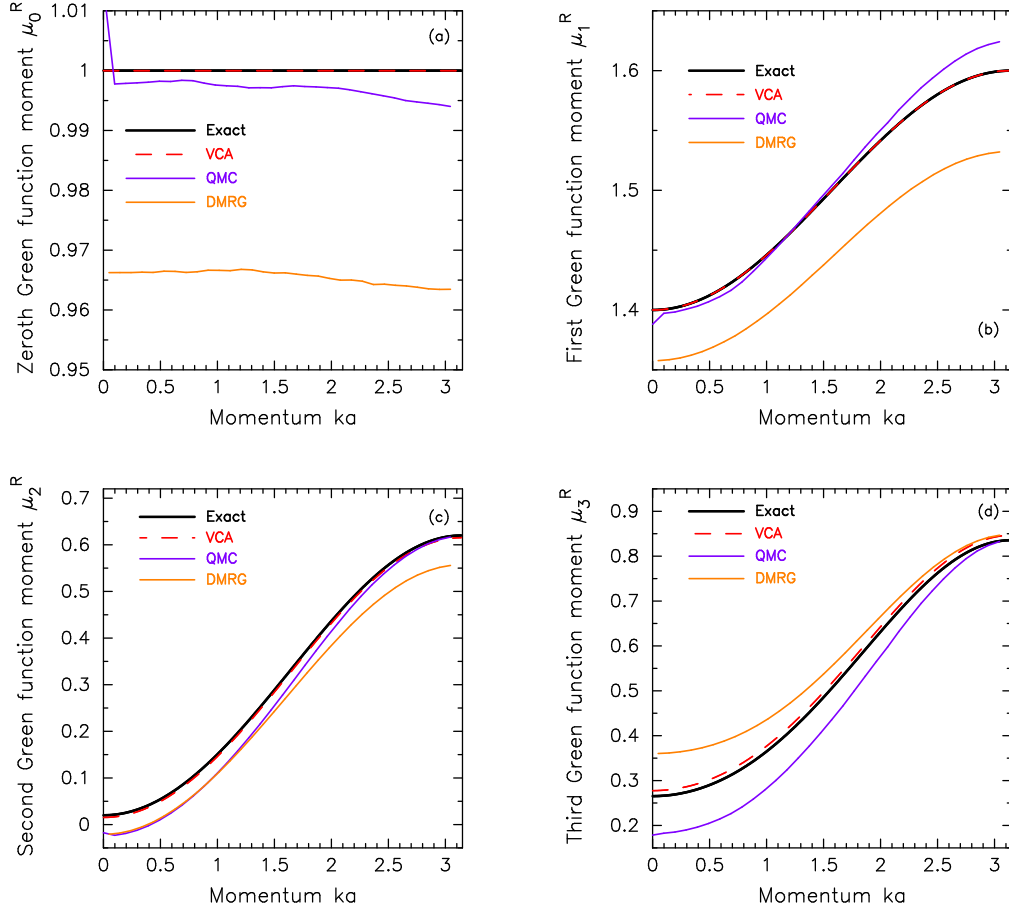 Zeroth Green function moment μ₀ᴿ
1.01
1
0.99
0.98
0.97
0.96
0.95
(a)
Exact
VCA
QMC
DMRG
0 0.5 1 1.5 2 2.5 3
Momentum ka
First Green function moment μ₁ᴿ
1.6
1.5
1.4
Exact
VCA
QMC
DMRG
(b)
0 0.5 1 1.5 2 2.5 3
Momentum ka
Second Green function moment μ₂ᴿ
0.7
0.6
0.5
0.4
0.3
0.2
0.1
0
Exact
VCA
QMC
DMRG
(c)
0 0.5 1 1.5 2 2.5 3
Momentum ka
Third Green function moment μ₃ᴿ
0.9
0.8
0.7
0.6
0.5
0.4
0.3
0.2
Exact
VCA
QMC
DMRG
(d)
0 0.5 1 1.5 2 2.5 3
Momentum ka